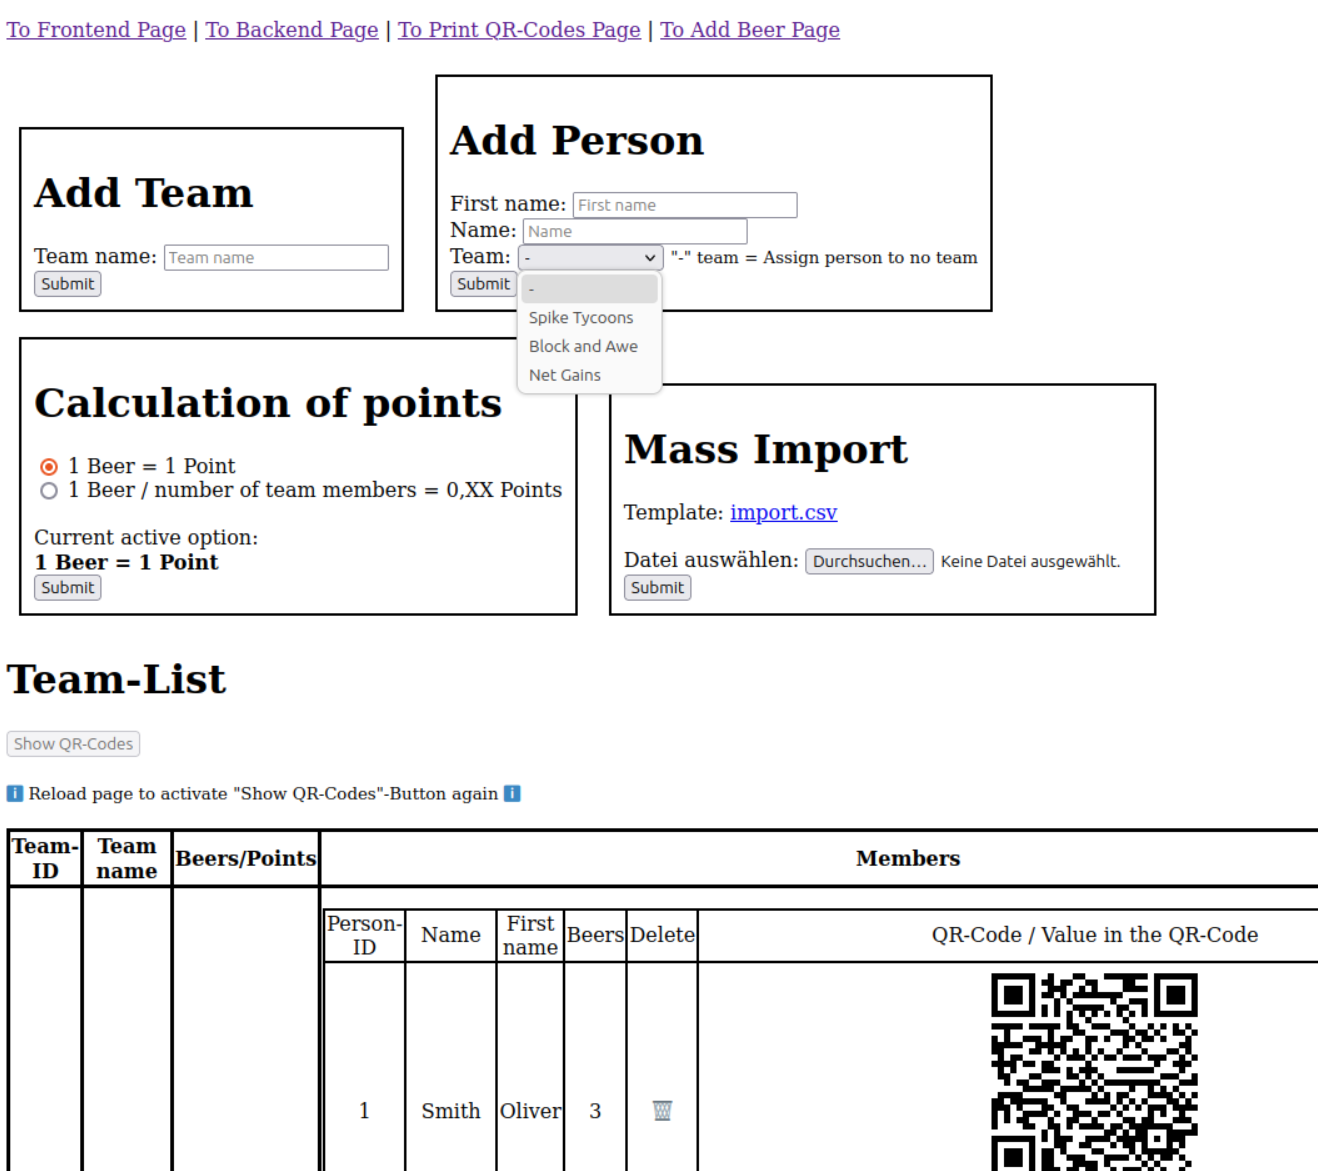 To Frontend Page | To Backend Page | To Print QR-Codes Page | To Add Beer Page
Add Team
Team name: Team name
Submit
Add Person
First name: First name
Name: Name
Team: - "-" team = Assign person to no team
Submit
-
Spike Tycoons
Block and Awe
Net Gains
Calculation of points
1 Beer = 1 Point
1 Beer / number of team members = 0,XX Points
Current active option:
1 Beer = 1 Point
Submit
Mass Import
Template: import.csv
Datei auswählen: Durchsuchen... Keine Datei ausgewählt.
Submit
Team-List
Show QR-Codes
i Reload page to activate "Show QR-Codes"-Button again i
Team-
ID
Team
name
Beers/Points
Members
Person-
ID
Name
First
name
Beers
Delete
QR-Code / Value in the QR-Code
1 Smith Oliver 3